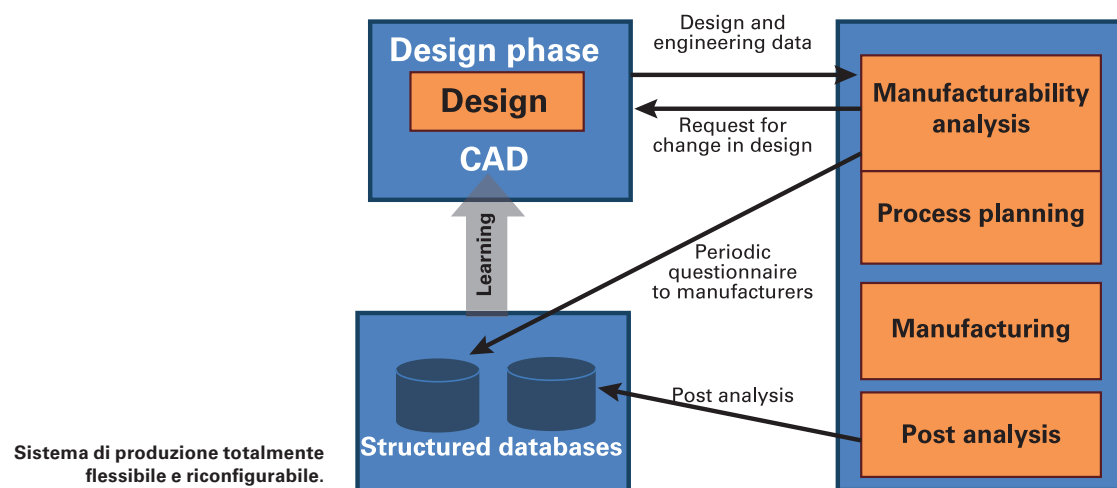 Design phase
Design
CAD
Design and
engineering data
Request for
change in design
Manufacturability
analysis
Process planning
Learning
Periodic
questionnaire
to manufacturers
Manufacturing
Post analysis
Post analysis
Structured databases
Sistema di produzione totalmente
flessibile e riconfigurabile.